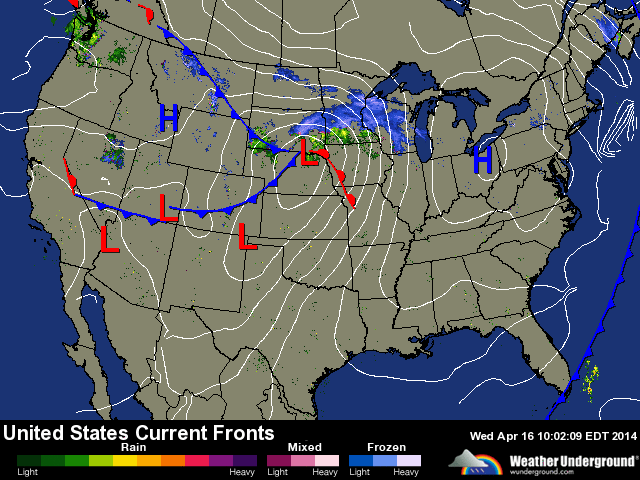 H
L
H
L
L
L
United States Current Fronts
Wed Apr 16 10:02:09 EDT 2014
Rain Mixed Frozen
Light Heavy Light Heavy Light Heavy
Weather Underground
wunderground.com